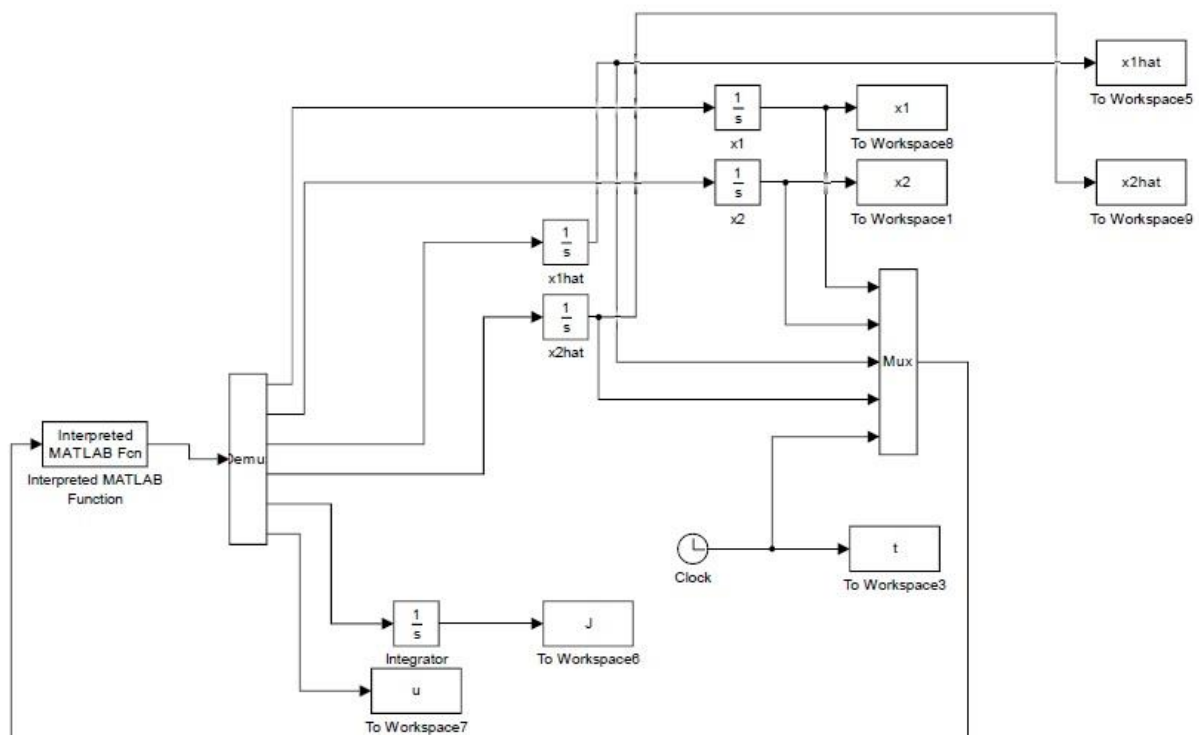 x1hat
To Workspace5
1
s
x1
x1
To Workspace8
1
s
x2
x2
To Workspace1
x2hat
To Workspace9
1
s
x1hat
1
s
x2hat
Mux
Interpreted
MATLAB Fcn
Interpreted MATLAB
Function
Demu
Clock
t
To Workspace3
1
s
Integrator
J
To Workspace6
u
To Workspace7